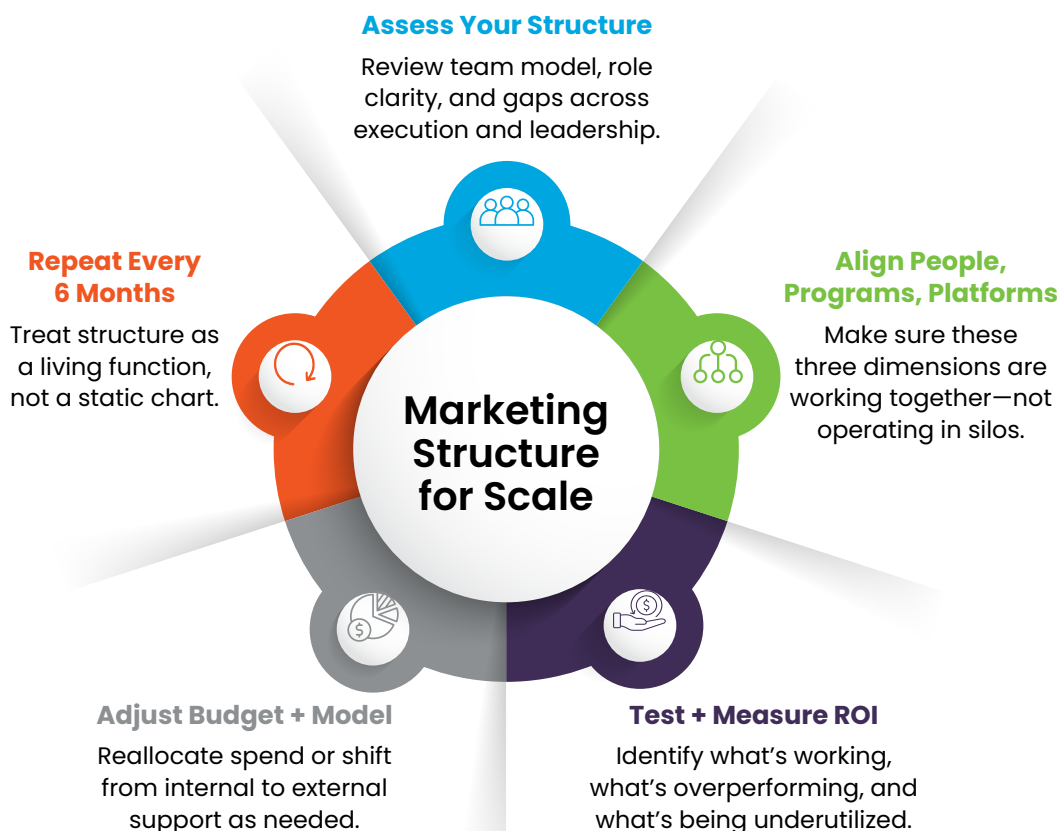 Assess Your Structure
Review team model, role
clarity, and gaps across
execution and leadership.
Align People,
Programs, Platforms
Make sure these
three dimensions are
working together—not
operating in silos.
Test + Measure ROI
Identify what's working,
what's overperforming, and
what's being underutilized.
Adjust Budget + Model
Reallocate spend or shift
from internal to external
support as needed.
Repeat Every
6 Months
Treat structure as
a living function,
not a static chart.
Marketing
Structure
for Scale
$
$